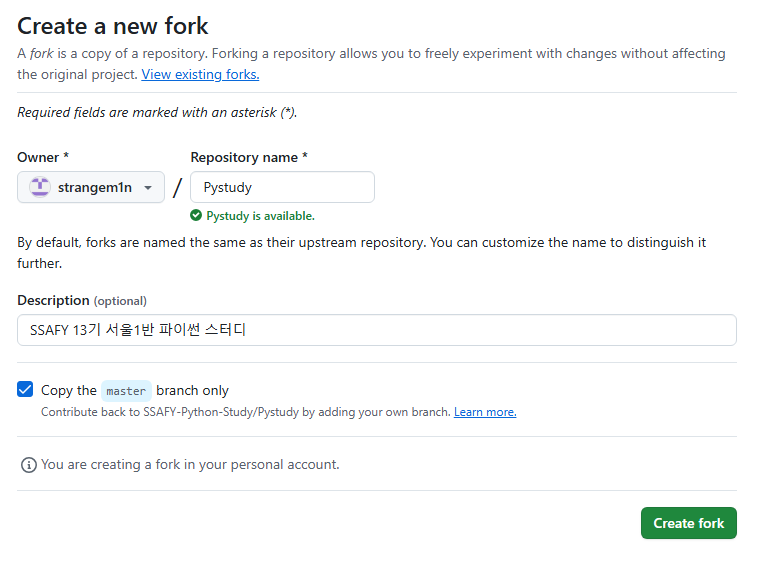 Create a new fork
A fork is a copy of a repository. Forking a repository allows you to freely experiment with changes without affecting
the original project. View existing forks.
Required fields are marked with an asterisk (*).
Owner *
Repository name *
strangem1n
/
Pystudy
Pystudy is available.
By default, forks are named the same as their upstream repository. You can customize the name to distinguish it
further.
Description (optional)
SSAFY 13기 서울1반 파이썬 스터디
Copy the master branch only
Contribute back to SSAFY-Python-Study/Pystudy by adding your own branch. Learn more.
You are creating a fork in your personal account.
Create fork